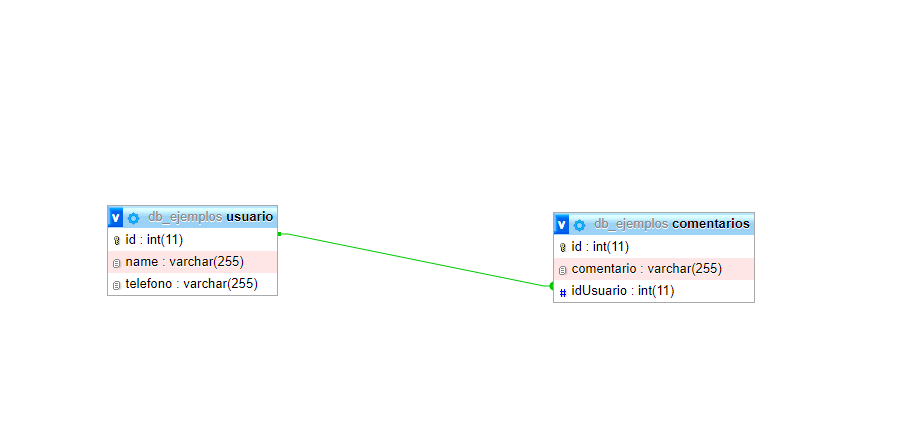 v db_ejemplos usuario
id : int(11)
name : varchar(255)
telefono : varchar(255)
v db_ejemplos comentarios
id : int(11)
comentario : varchar(255)
# idUsuario : int(11)